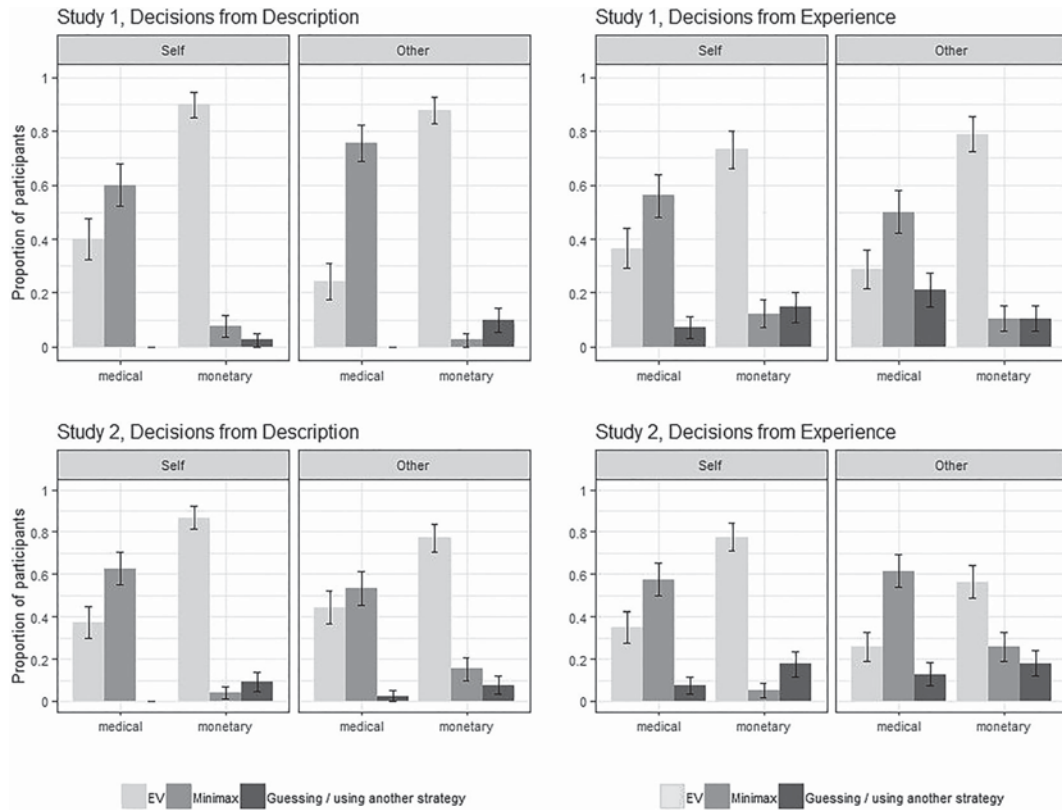 Study 1, Decisions from Description
Self
Other
Proportion of participants
1
0.8
0.6
0.4
0.2
0
medical
monetary
medical
monetary
Study 1, Decisions from Experience
Self
Other
1
0.8
0.6
0.4
0.2
0
medical
monetary
medical
monetary
Study 2, Decisions from Description
Self
Other
Proportion of participants
1
0.8
0.6
0.4
0.2
0
medical
monetary
medical
monetary
Study 2, Decisions from Experience
Self
Other
1
0.8
0.6
0.4
0.2
0
medical
monetary
medical
monetary
EV Minimax Guessing / using another strategy
EV Minimax Guessing / using another strategy